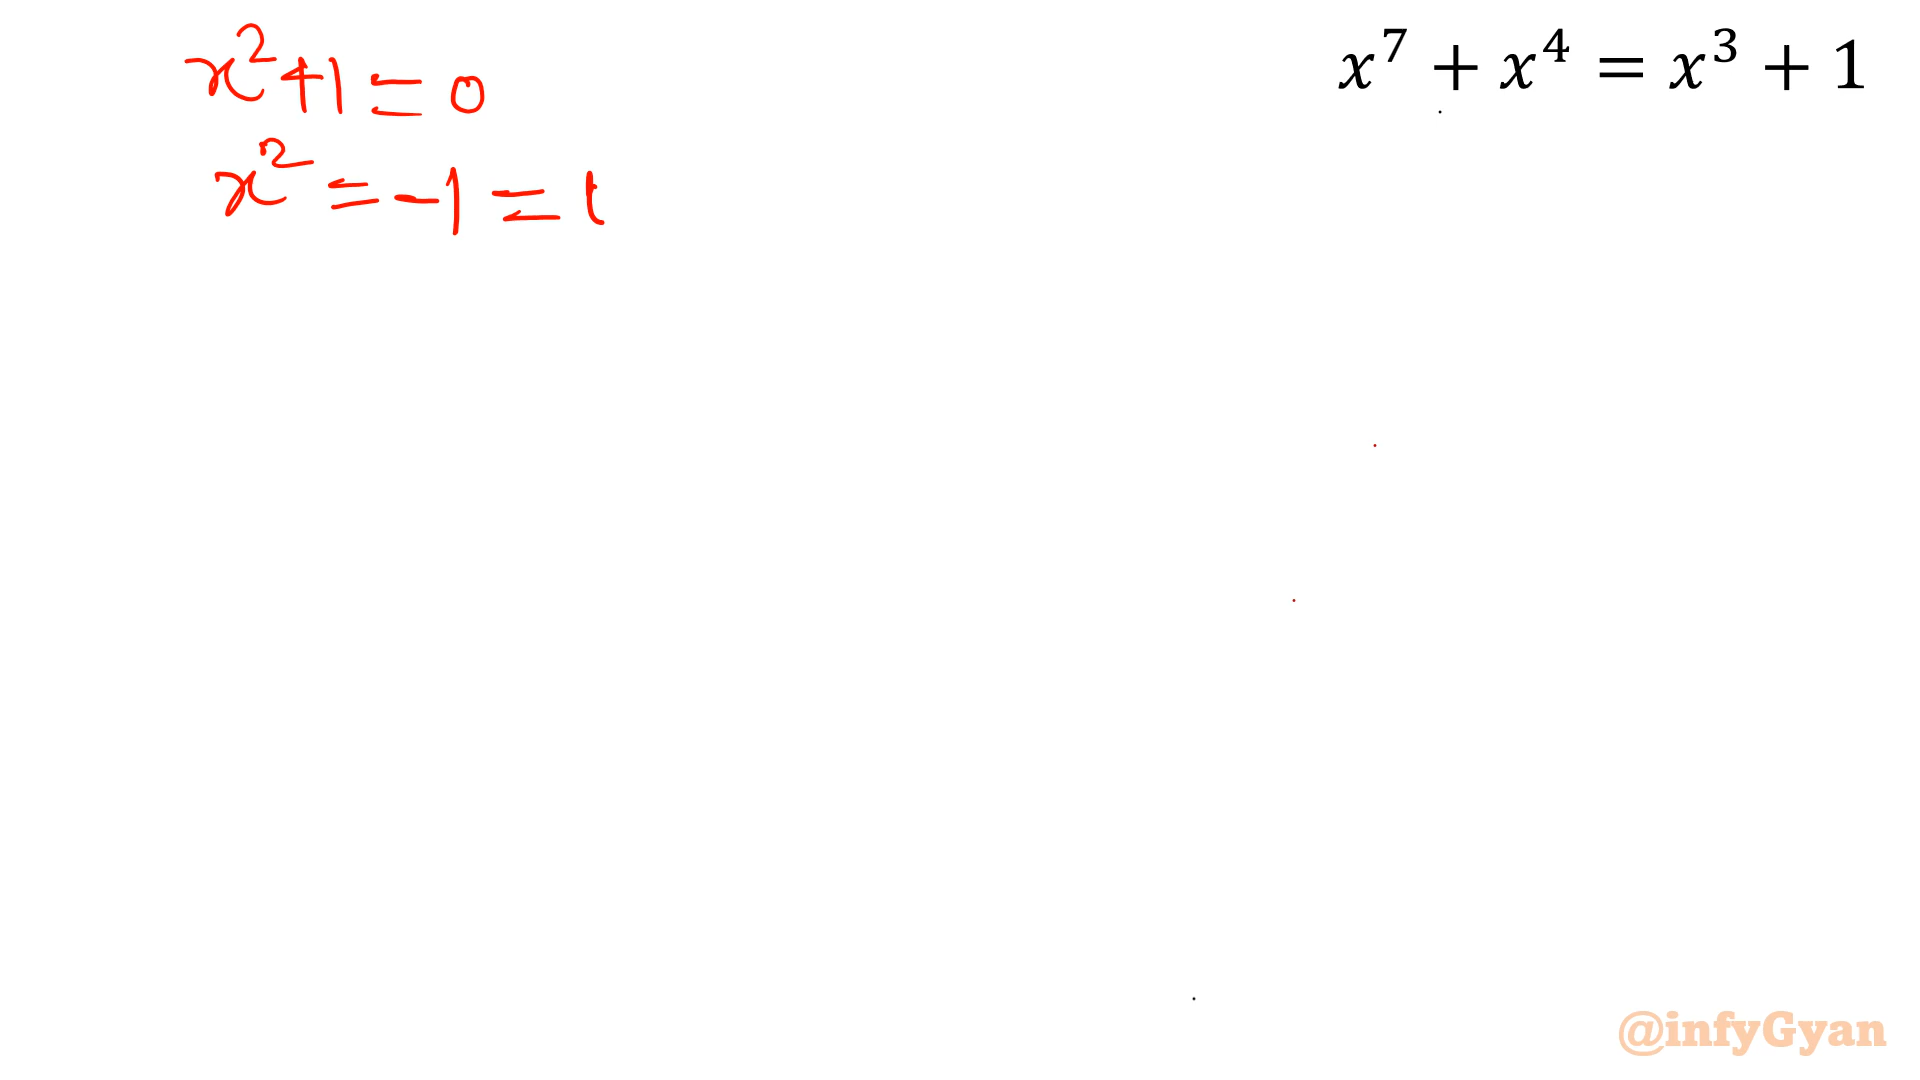 x² + 1 = 0
x⁷ + x⁴ = x³ + 1
x² = -1 = ι
@infyGyan